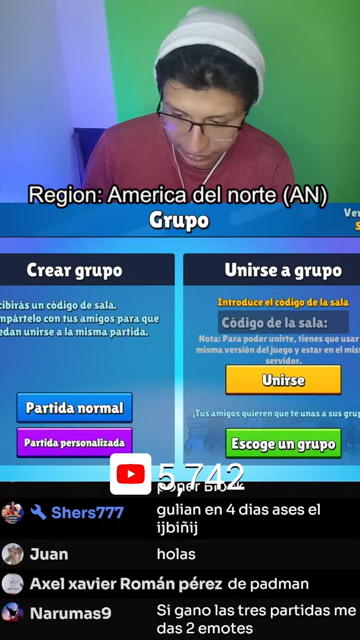 Region: America del norte (AN)
Grupo
Crear grupo
cibirás un código de sala.
mpártelo con tus amigos para que
edan unirse a la misma partida.
Partida normal
Partida personalizada
Unirse a grupo
Introduce el código de la sala
Código de la sala:
Nota: Para poder unirte, tienes que usar
misma versión del juego y estar en el mis
servidor.
Unirse
¡Tus amigos quieren que te unas a sus grup
Escoge un grupo
5,742
Shers777
gulian en 4 dias ases el
ijbiñij
Juan holas
Axel xavier Román pérez de padman
Narumas9 Si gano las tres partidas me
das 2 emotes